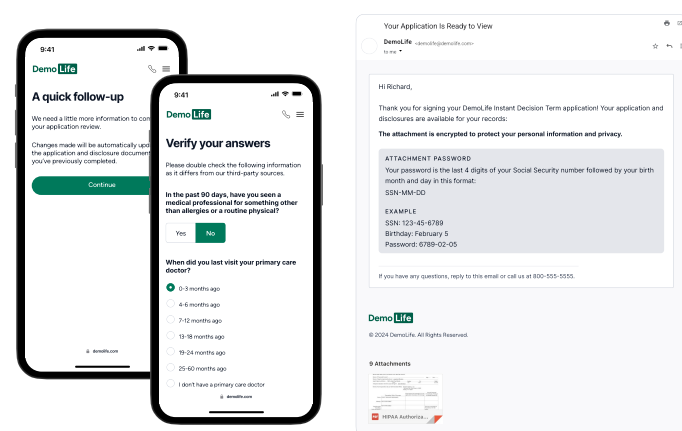 9:41
Demo Life
A quick follow-up
We need a little more information to
your application review.
Changes made will be automatically
the application and disclosure
you've previously completed.
Continue
demolife.com
9:41
Demo Life
Verify your answers
Please double check the following information
as it differs from our third-party sources.
In the past 90 days, have you seen a
medical professional for something other
than allergies or a routine physical?
Yes
No
When did you last visit your primary care
doctor?
0-3 months ago
4-6 months ago
7-12 months ago
13-18 months ago
19-24 months ago
25-60 months ago
I don't have a primary care doctor
demolife.com
Your Application Is Ready to View
DemoLife <demolife@demolife.com>
to me
Hi Richard,
Thank you for signing your DemoLife Instant Decision Term application! Your application and
disclosures are available for your records:
The attachment is encrypted to protect your personal information and privacy.
ATTACHMENT PASSWORD
Your password is the last 4 digits of your Social Security number followed by your birth
month and day in this format:
SSN-MM-DD
EXAMPLE
SSN: 123-45-6789
Birthday: February 5
Password: 6789-02-05
If you have any questions, reply to this email or call us at 800-555-5555.
Demo Life
© 2024 DemoLife. All Rights Reserved.
9 Attachments
HIPAA Authoriza...